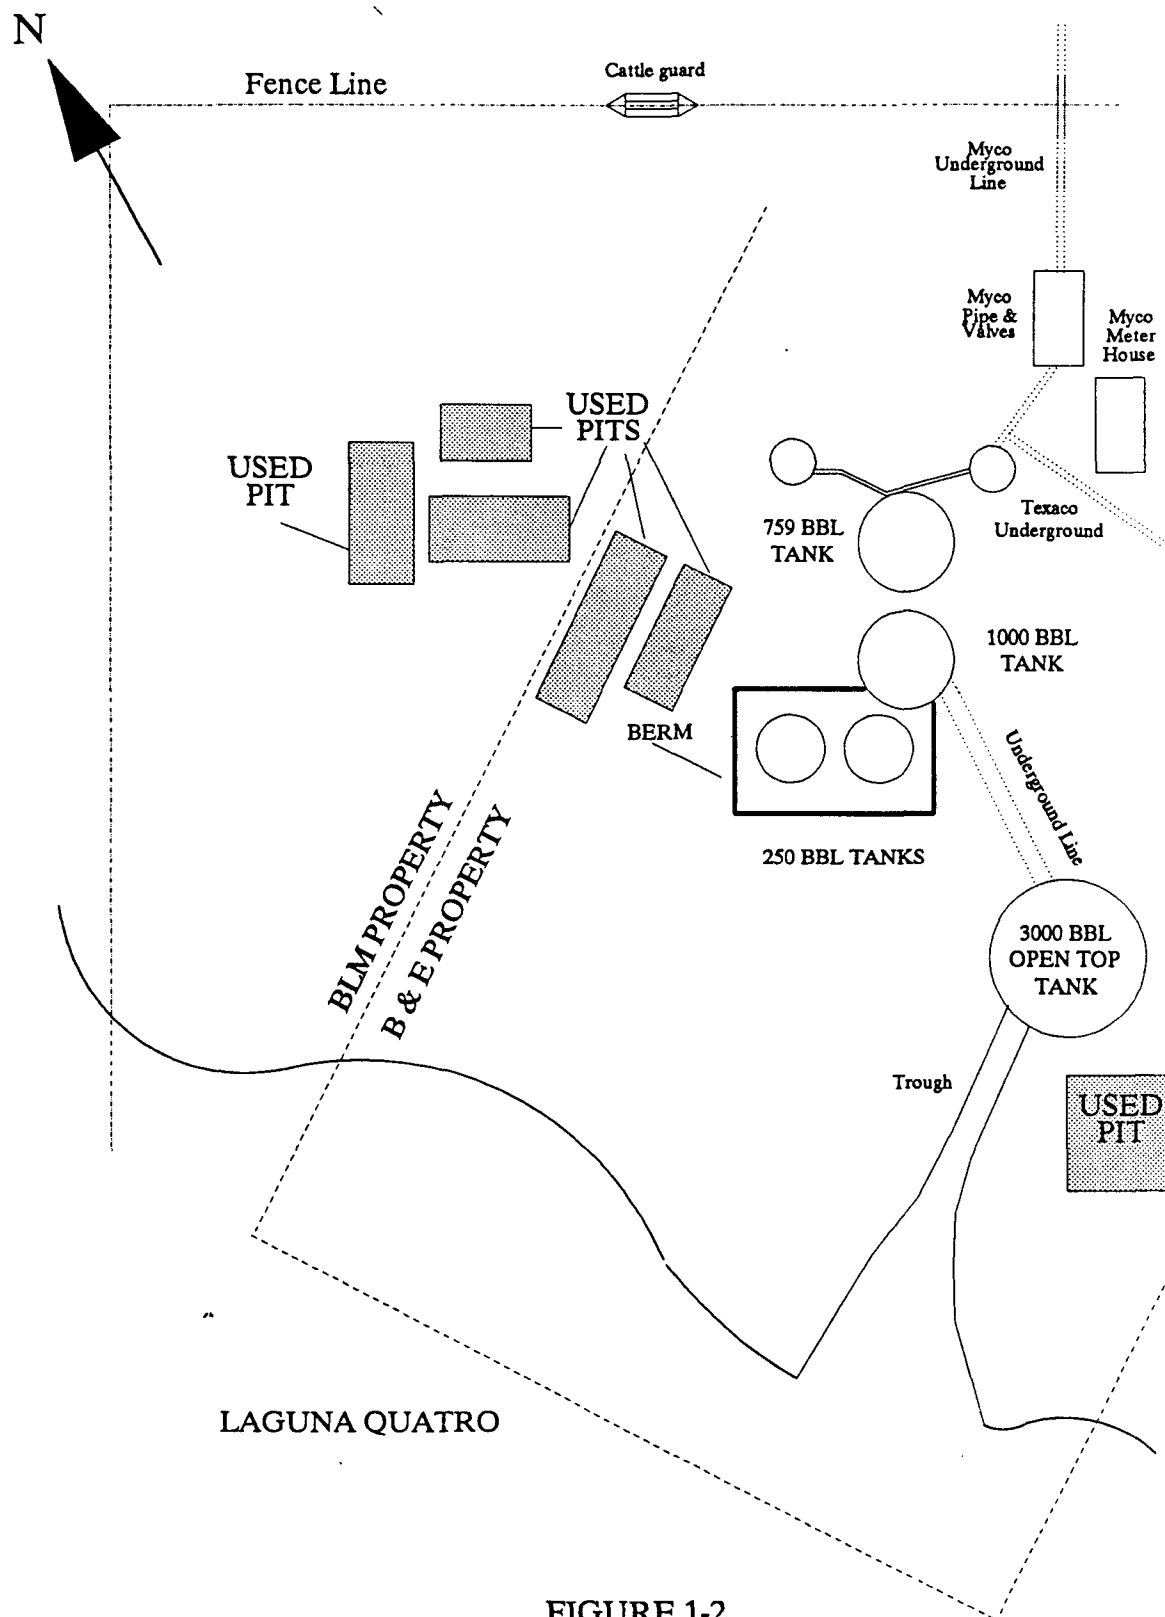 N
Fence Line
Cattle guard
Myco
Underground
Line
Myco
Pipe &
Valves
Myco
Meter
House
USED
PITS
USED
PIT
759 BBL
TANK
Texaco
Underground
1000 BBL
TANK
BERM
Underground Line
250 BBL TANKS
BLM PROPERTY
B & E PROPERTY
3000 BBL
OPEN TOP
TANK
Trough
USED
PIT
LAGUNA QUATRO
FIGURE 1-2